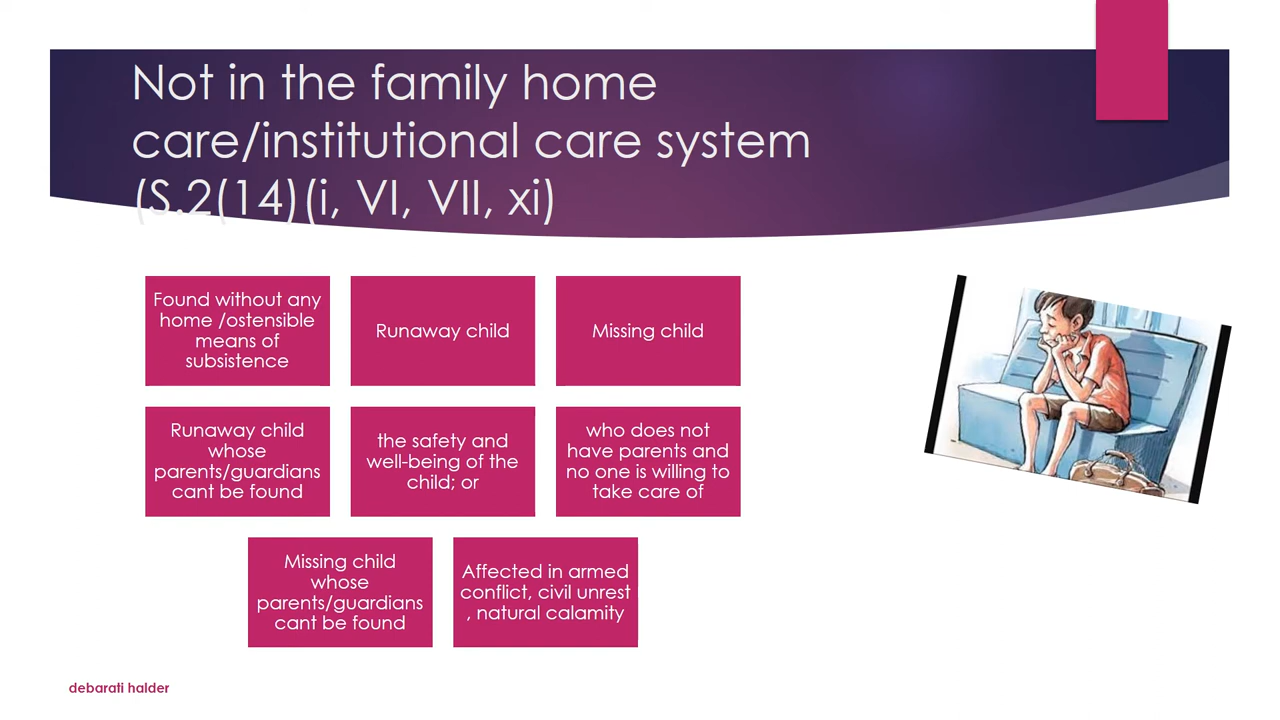 Not in the family home
care/institutional care system
(S.2(14)(i, VI, VII, xi)
Found without any
home /ostensible
means of
subsistence
Runaway child
Missing child
Runaway child
whose
parents/guardians
cant be found
the safety and
well-being of the
child; or
who does not
have parents and
no one is willing to
take care of
Missing child
whose
parents/guardians
cant be found
Affected in armed
conflict, civil unrest
, natural calamity
debarati halder